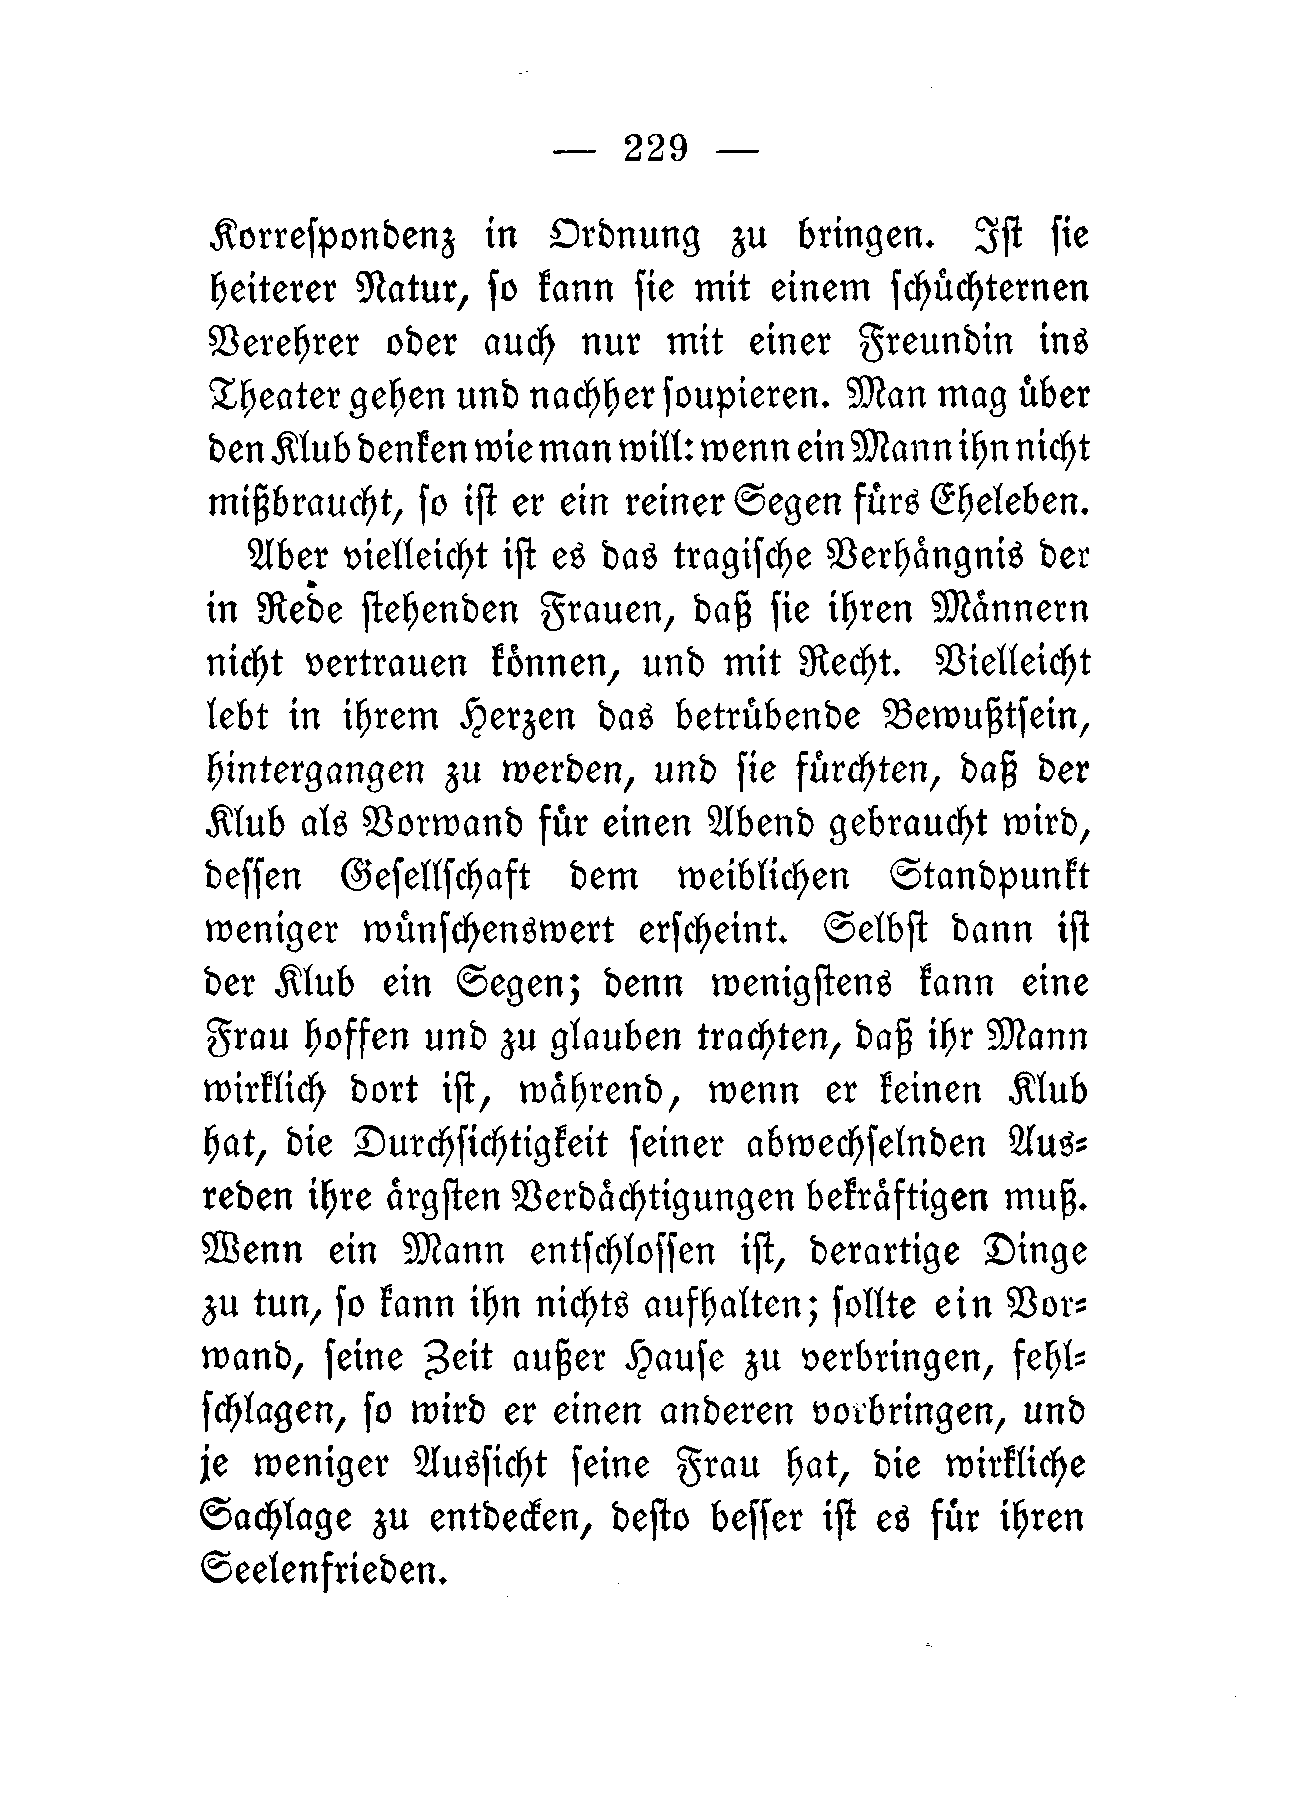 — 229 —
Korreſpondenz in Ordnung zu bringen. Iſt ſie
heiterer Natur, ſo kann ſie mit einem ſchüchternen
Verehrer oder auch nur mit einer Freundin ins
Theater gehen und nachher ſoupieren. Man mag über
den Klub denken wie man will: wenn ein Mann ihn nicht
mißbraucht, ſo iſt er ein reiner Segen fürs Eheleben.
Aber vielleicht iſt es das tragiſche Verhängnis der
in Rede ſtehenden Frauen, daß ſie ihren Männern
nicht vertrauen können, und mit Recht. Vielleicht
lebt in ihrem Herzen das betrübende Bewußtſein,
hintergangen zu werden, und ſie fürchten, daß der
Klub als Vorwand für einen Abend gebraucht wird,
deſſen Geſellſchaft dem weiblichen Standpunkt
weniger wünſchenswert erſcheint. Selbſt dann iſt
der Klub ein Segen; denn wenigſtens kann eine
Frau hoffen und zu glauben trachten, daß ihr Mann
wirklich dort iſt, während, wenn er keinen Klub
hat, die Durchſichtigkeit ſeiner abwechſelnden Aus⸗
reden ihre ärgſten Verdächtigungen bekräftigen muß.
Wenn ein Mann entſchloſſen iſt, derartige Dinge
zu tun, ſo kann ihn nichts aufhalten; ſollte ein Vor⸗
wand, ſeine Zeit außer Hauſe zu verbringen, fehl⸗
ſchlagen, ſo wird er einen anderen vorbringen, und
je weniger Ausſicht ſeine Frau hat, die wirkliche
Sachlage zu entdecken, deſto beſſer iſt es für ihren
Seelenfrieden.